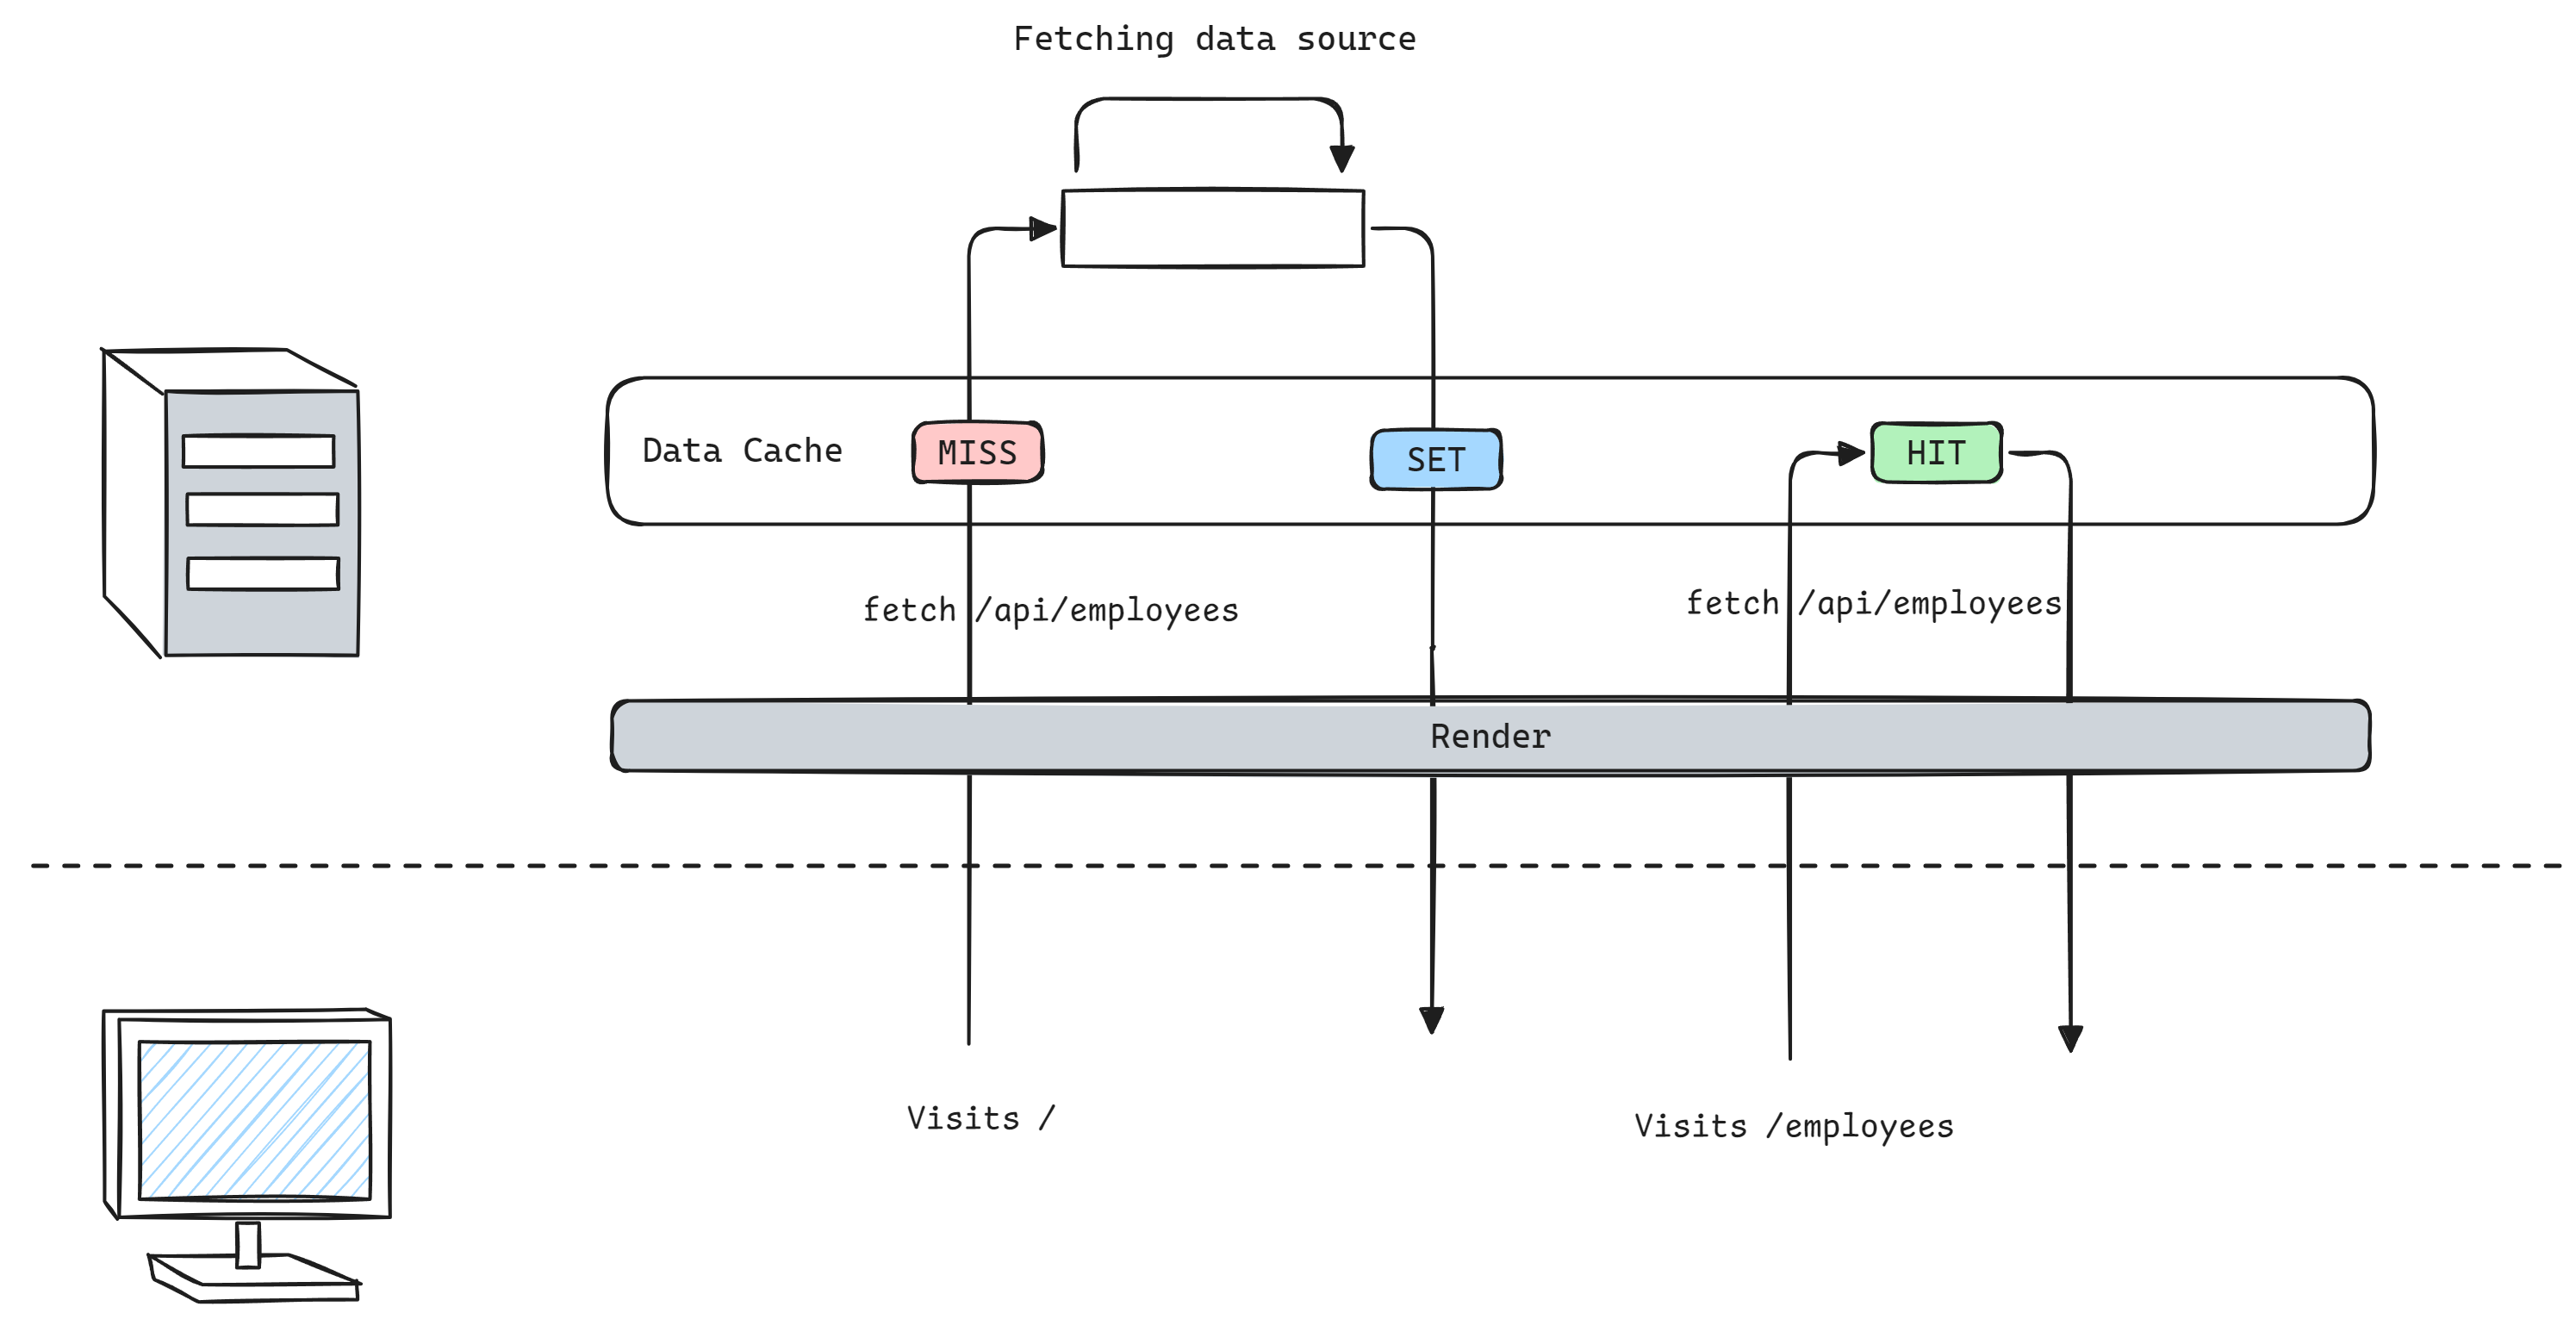 Fetching data source
Data Cache
MISS
SET
HIT
fetch /api/employees
fetch /api/employees
Render
Visits /
Visits /employees